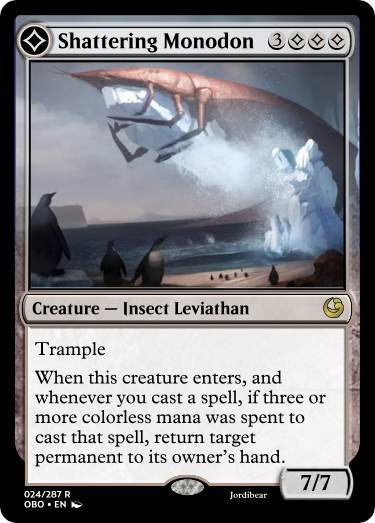 Shattering Monodon 3
Creature — Insect Leviathan
Trample
When this creature enters, and
whenever you cast a spell, if three or
more colorless mana was spent to
cast that spell, return target
permanent to its owner's hand.
7/7
024/287 R
OBO • EN Jordibear